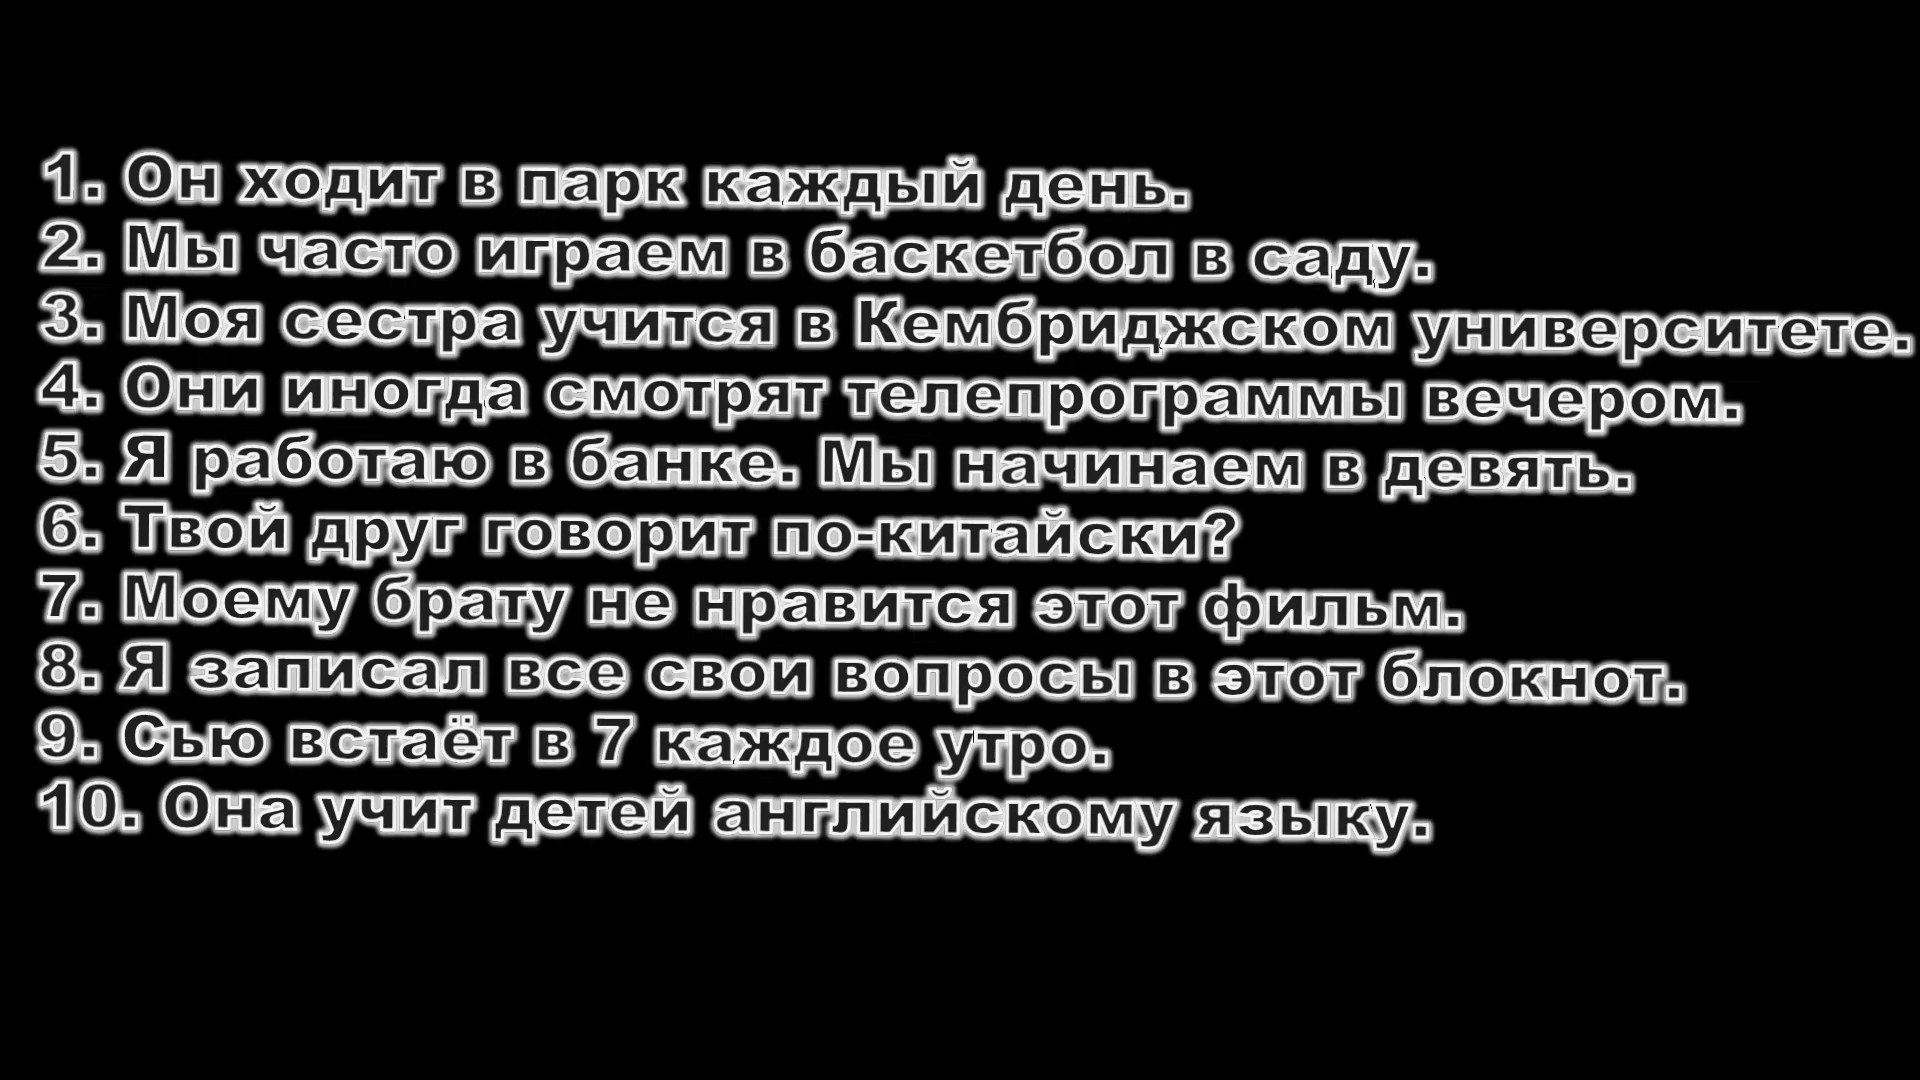 1. Он ходит в парк каждый день.
2. Мы часто играем в баскетбол в саду.
3. Моя сестра учится в Кембриджском университете.
4. Они иногда смотрят телепрограммы вечером.
5. Я работаю в банке. Мы начинаем в девять.
6. Твой друг говорит по-китайски?
7. Моему брату не нравится этот фильм.
8. Я записал все свои вопросы в этот блокнот.
9. Сью встаёт в 7 каждое утро.
10. Она учит детей английскому языку.